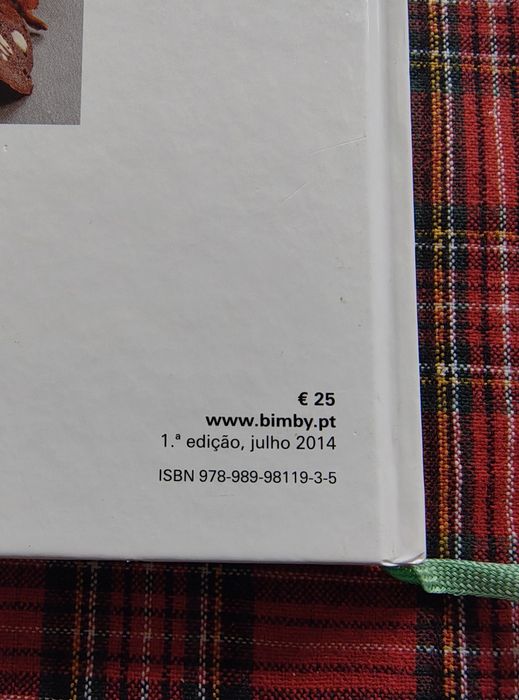 € 25
www.bimby.pt
1.ª edição, julho 2014
ISBN 978-989-98119-3-5